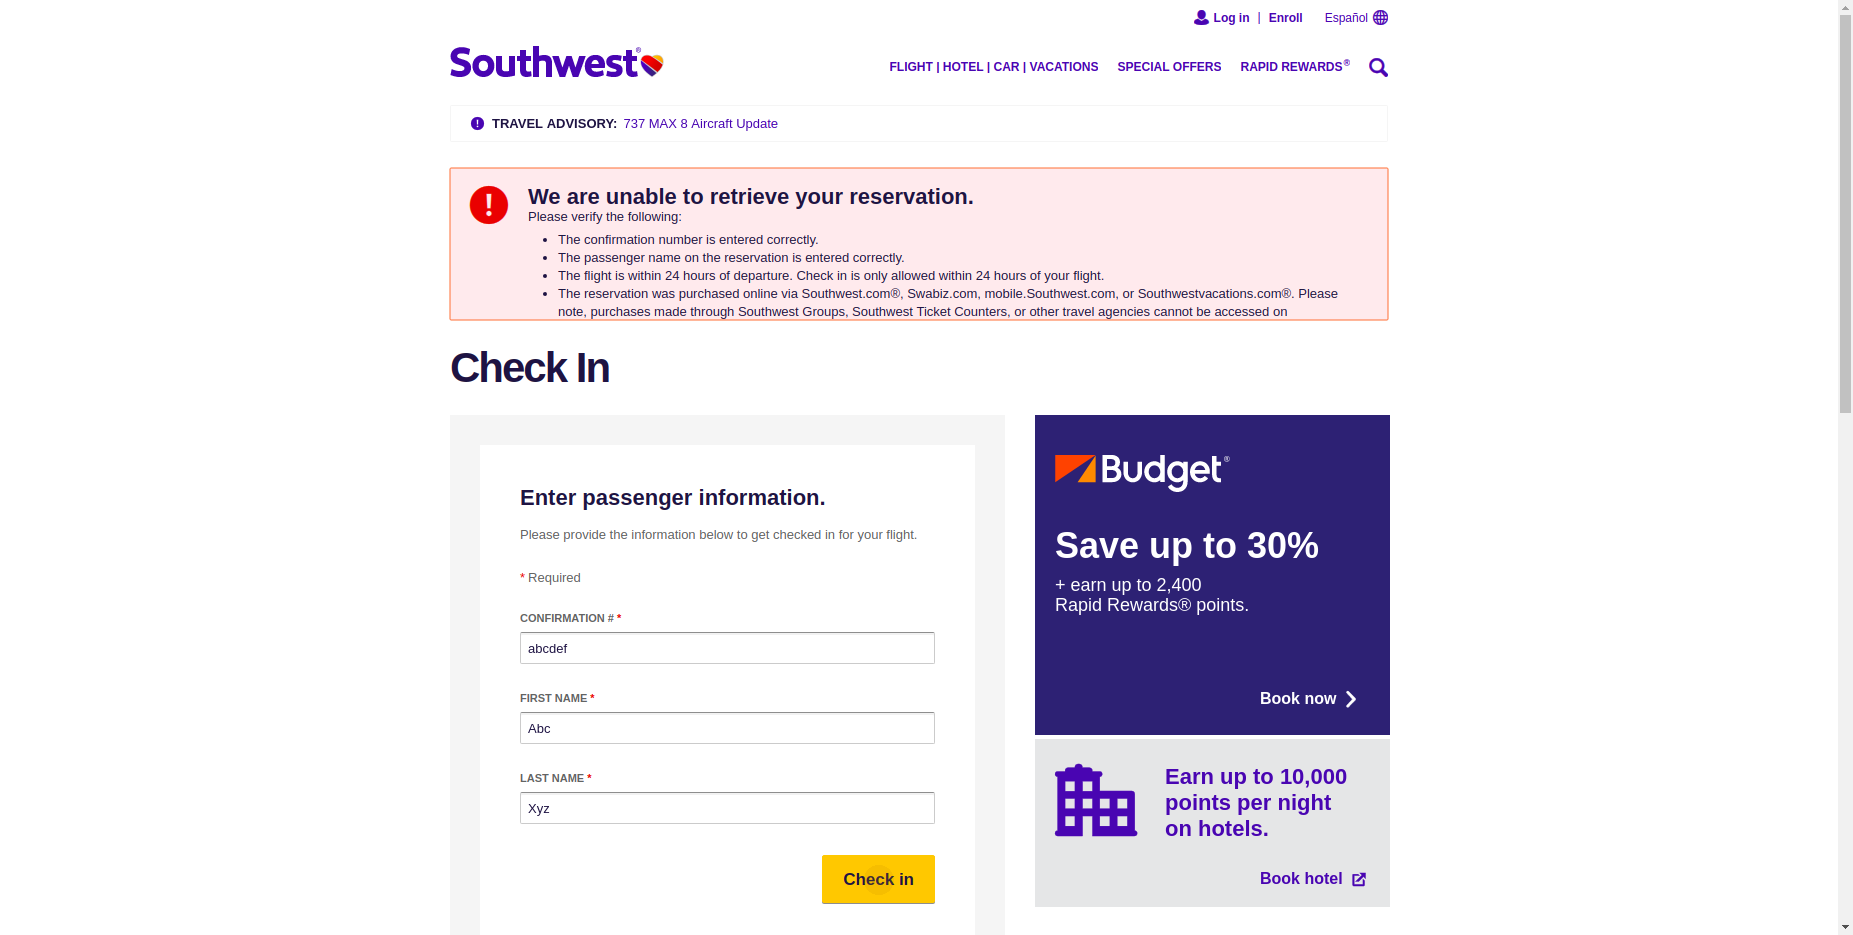 Log in | Enroll Español
Southwest®
FLIGHT | HOTEL | CAR | VACATIONS SPECIAL OFFERS RAPID REWARDS®
TRAVEL ADVISORY: 737 MAX 8 Aircraft Update
We are unable to retrieve your reservation.
Please verify the following:
• The confirmation number is entered correctly.
• The passenger name on the reservation is entered correctly.
• The flight is within 24 hours of departure. Check in is only allowed within 24 hours of your flight.
• The reservation was purchased online via Southwest.com®, Swabiz.com, mobile.Southwest.com, or Southwestvacations.com®. Please
note, purchases made through Southwest Groups, Southwest Ticket Counters, or other travel agencies cannot be accessed on
Check In
Enter passenger information.
Please provide the information below to get checked in for your flight.
* Required
CONFIRMATION # *
abcdef
FIRST NAME *
Abc
LAST NAME *
Xyz
Check in
Budget®
Save up to 30%
+ earn up to 2,400
Rapid Rewards® points.
Book now
Earn up to 10,000
points per night
on hotels.
Book hotel